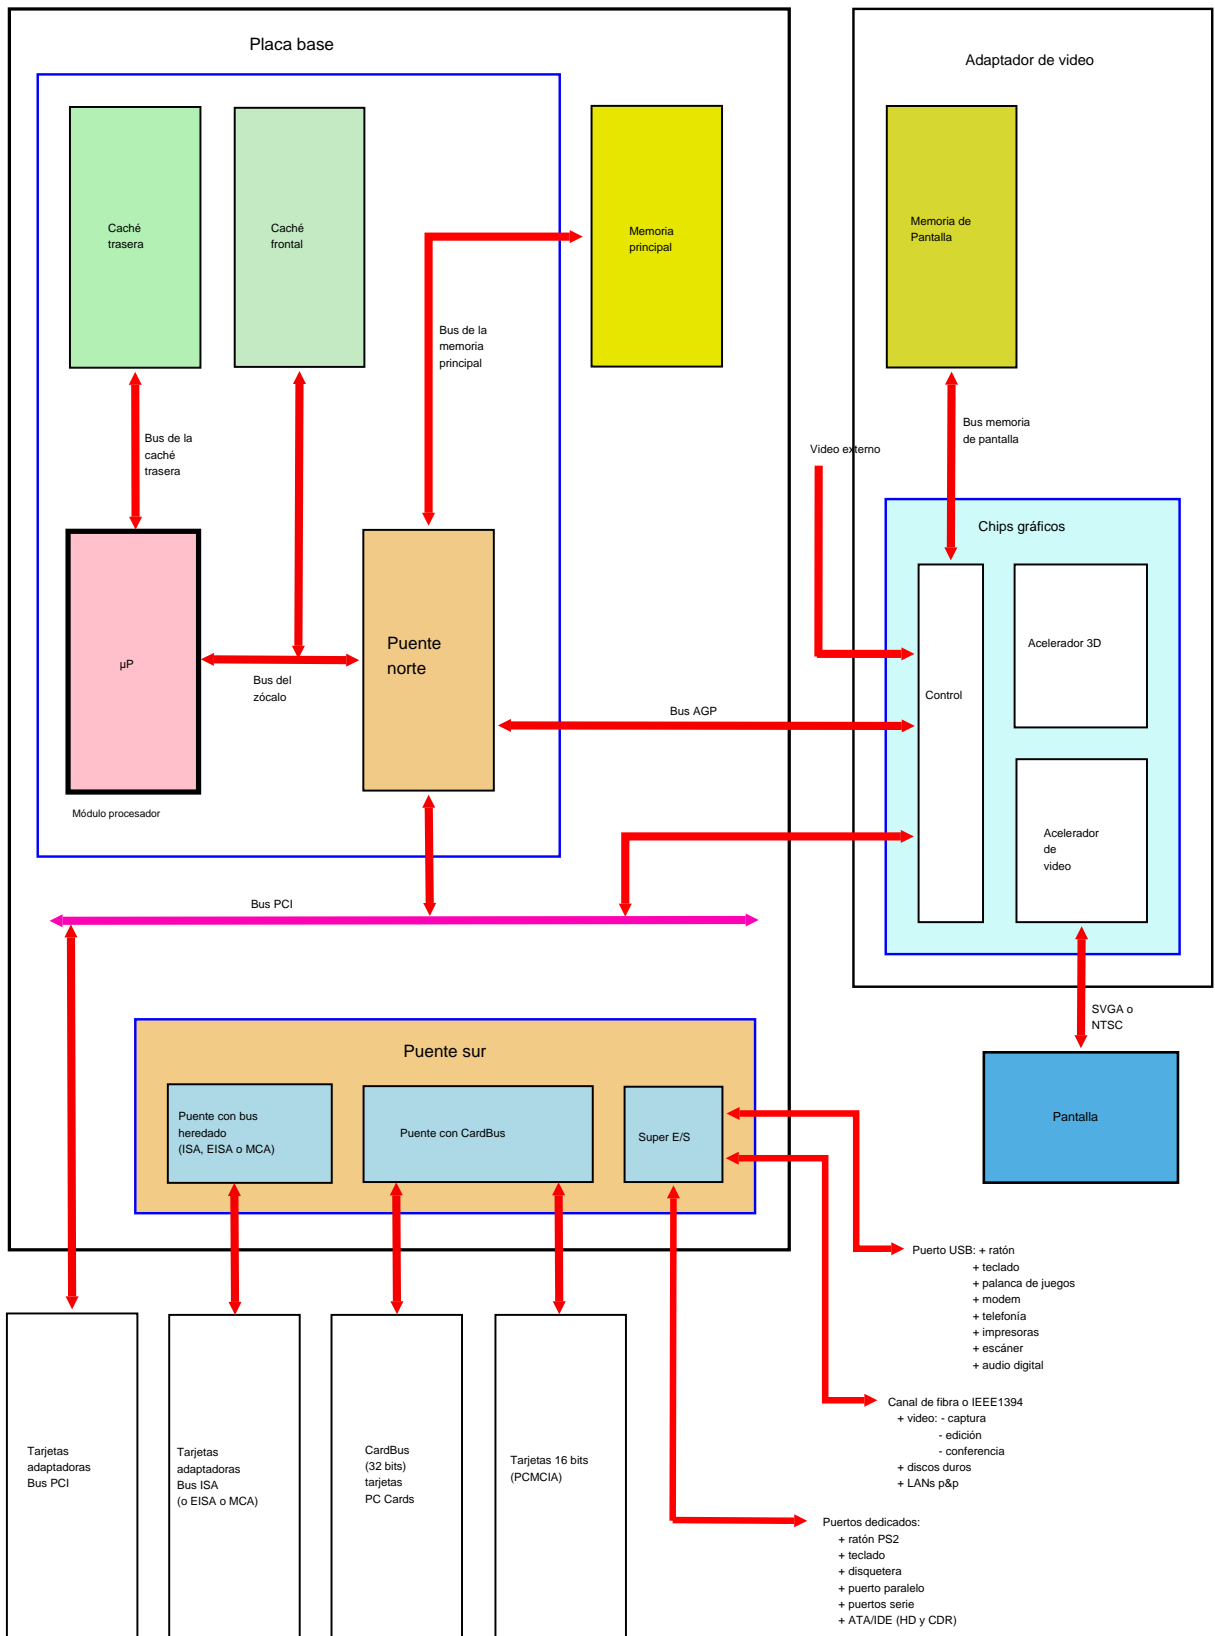 Placa base
Adaptador de video
Caché
trasera
Caché
frontal
Memoria
principal
Memoria de
Pantalla
Bus de la
memoria
principal
Bus de la
caché
trasera
Bus memoria
de pantalla
Video externo
Chips gráficos
µP
Puente
norte
Bus del
zócalo
Control
Acelerador 3D
Bus AGP
Módulo procesador
Acelerador
de
video
Bus PCI
SVGA o
NTSC
Puente sur
Puente con bus
heredado
(ISA, EISA o MCA)
Puente con CardBus
Super E/S
Pantalla
Puerto USB: + ratón
+ teclado
+ palanca de juegos
+ modem
+ telefonía
+ impresoras
+ escáner
+ audio digital
Canal de fibra o IEEE1394
+ video: - captura
- edición
- conferencia
+ discos duros
+ LANs p&p
Tarjetas
adaptadoras
Bus PCI
Tarjetas
adaptadoras
Bus ISA
(o EISA o MCA)
CardBus
(32 bits)
tarjetas
PC Cards
Tarjetas 16 bits
(PCMCIA)
Puertos dedicados:
+ ratón PS2
+ teclado
+ disquetera
+ puerto paralelo
+ puertos serie
+ ATA/IDE (HD y CDR)